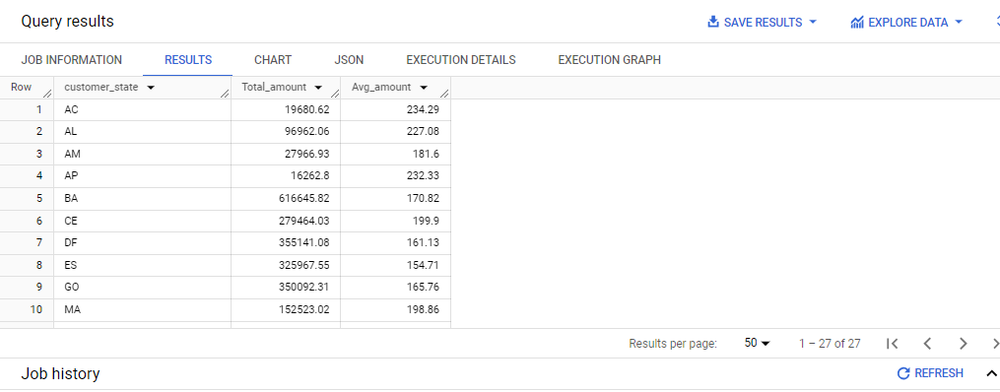 Query results SAVE RESULTS EXPLORE DATA
JOB INFORMATION RESULTS CHART JSON EXECUTION DETAILS EXECUTION GRAPH
Row customer_state Total_amount Avg_amount
1 AC 19680.62 234.29
2 AL 96962.06 227.08
3 AM 27966.93 181.6
4 AP 16262.8 232.33
5 BA 616645.82 170.82
6 CE 279464.03 199.9
7 DF 355141.08 161.13
8 ES 325967.55 154.71
9 GO 350092.31 165.76
10 MA 152523.02 198.86
Results per page: 50 1 – 27 of 27
Job history REFRESH